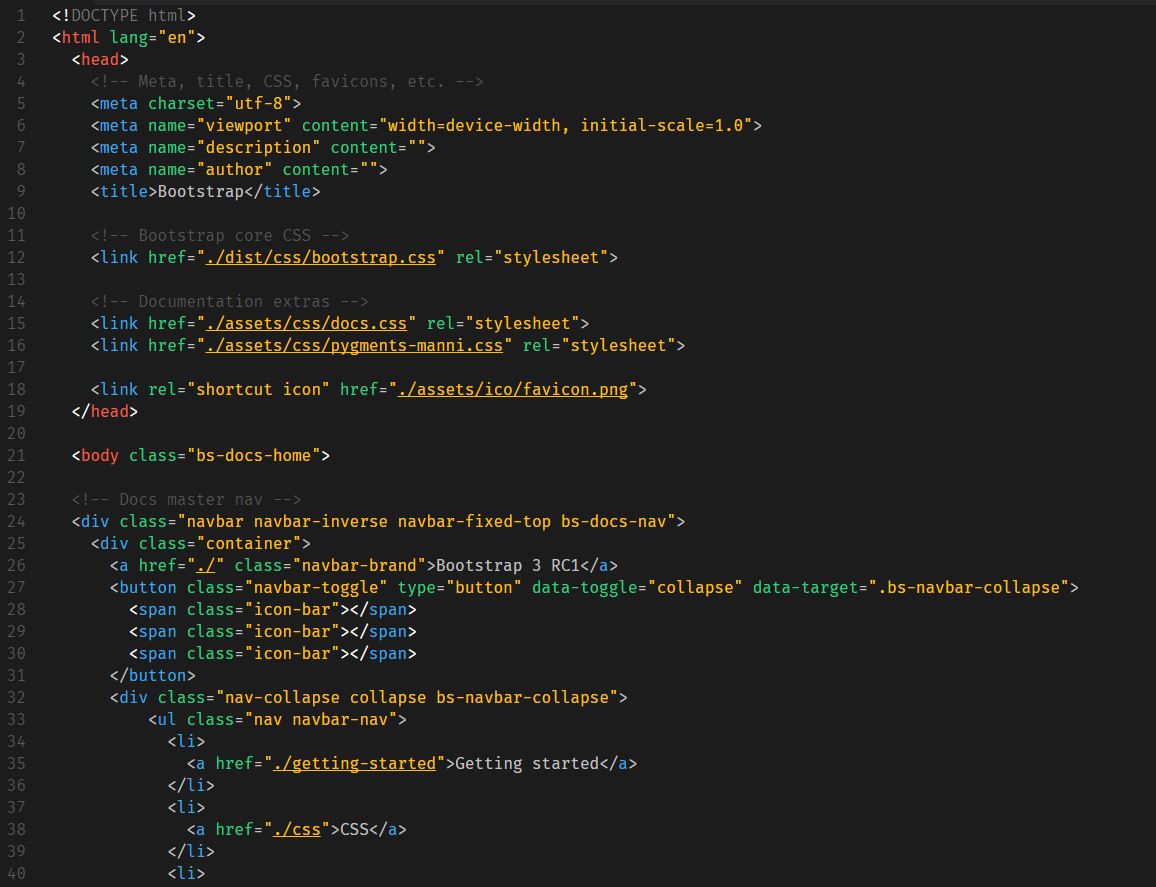 1 <!DOCTYPE html>
2 <html lang="en">
3   <head>
4     <!-- Meta, title, CSS, favicons, etc. -->
5     <meta charset="utf-8">
6     <meta name="viewport" content="width=device-width, initial-scale=1.0">
7     <meta name="description" content="">
8     <meta name="author" content="">
9     <title>Bootstrap</title>
10
11     <!-- Bootstrap core CSS -->
12     <link href="./dist/css/bootstrap.css" rel="stylesheet">
13
14     <!-- Documentation extras -->
15     <link href="./assets/css/docs.css" rel="stylesheet">
16     <link href="./assets/css/pygments-manni.css" rel="stylesheet">
17
18     <link rel="shortcut icon" href="./assets/ico/favicon.png">
19   </head>
20
21   <body class="bs-docs-home">
22
23   <!-- Docs master nav -->
24   <div class="navbar navbar-inverse navbar-fixed-top bs-docs-nav">
25     <div class="container">
26       <a href="./" class="navbar-brand">Bootstrap 3 RC1</a>
27       <button class="navbar-toggle" type="button" data-toggle="collapse" data-target=".bs-navbar-collapse">
28         <span class="icon-bar"></span>
29         <span class="icon-bar"></span>
30         <span class="icon-bar"></span>
31       </button>
32       <div class="nav-collapse collapse bs-navbar-collapse">
33           <ul class="nav navbar-nav">
34             <li>
35               <a href="./getting-started">Getting started</a>
36             </li>
37             <li>
38               <a href="./css">CSS</a>
39             </li>
40             <li>